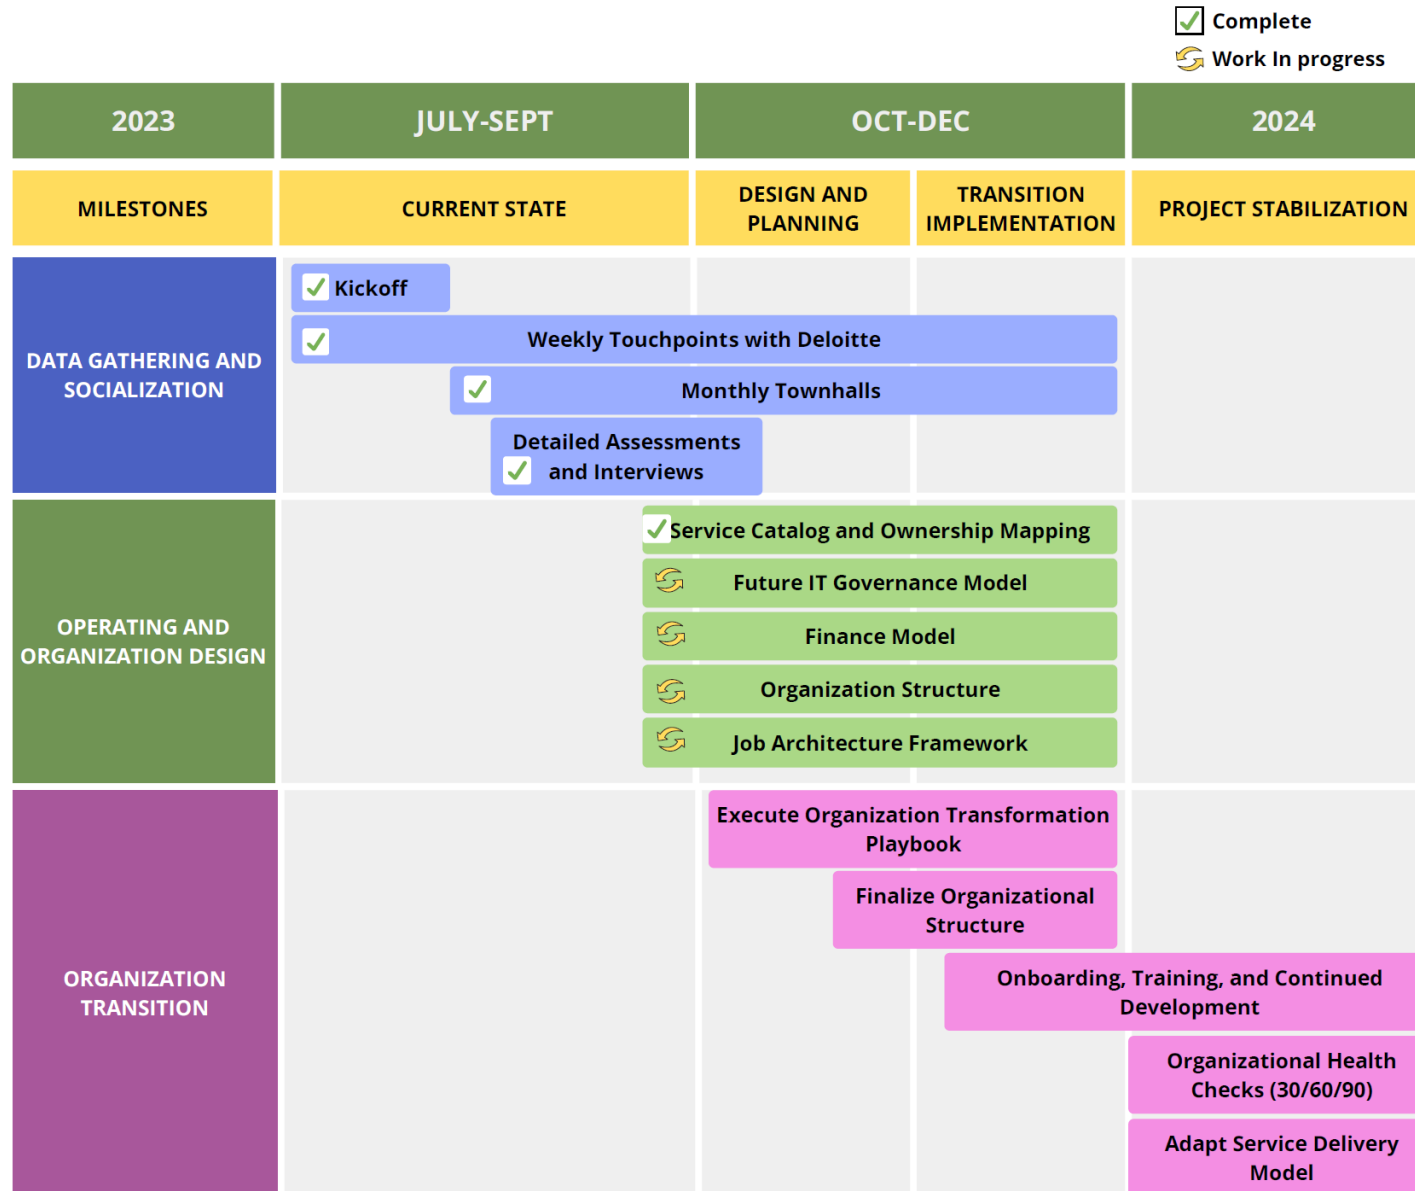 Complete
Work In progress
2023
JULY-SEPT
OCT-DEC
2024
MILESTONES
CURRENT STATE
DESIGN AND
PLANNING
TRANSITION
IMPLEMENTATION
PROJECT STABILIZATION
DATA GATHERING AND
SOCIALIZATION
Kickoff
Weekly Touchpoints with Deloitte
Monthly Townhalls
Detailed Assessments
and Interviews
OPERATING AND
ORGANIZATION DESIGN
Service Catalog and Ownership Mapping
Future IT Governance Model
Finance Model
Organization Structure
Job Architecture Framework
ORGANIZATION
TRANSITION
Execute Organization Transformation
Playbook
Finalize Organizational
Structure
Onboarding, Training, and Continued
Development
Organizational Health
Checks (30/60/90)
Adapt Service Delivery
Model